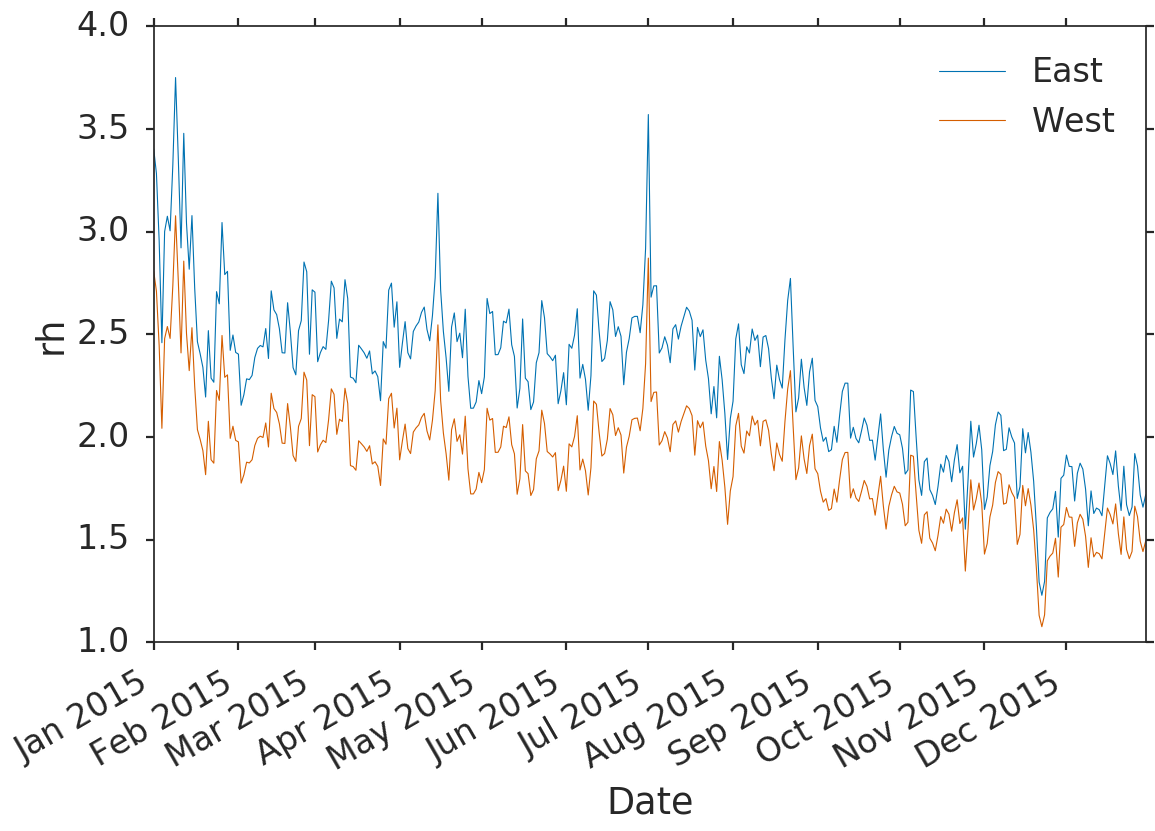 4.0
3.5
3.0
2.5
2.0
1.5
1.0
rh
East
West
Jan 2015
Feb 2015
Mar 2015
Apr 2015
May 2015
Jun 2015
Jul 2015
Aug 2015
Sep 2015
Oct 2015
Nov 2015
Dec 2015
Date